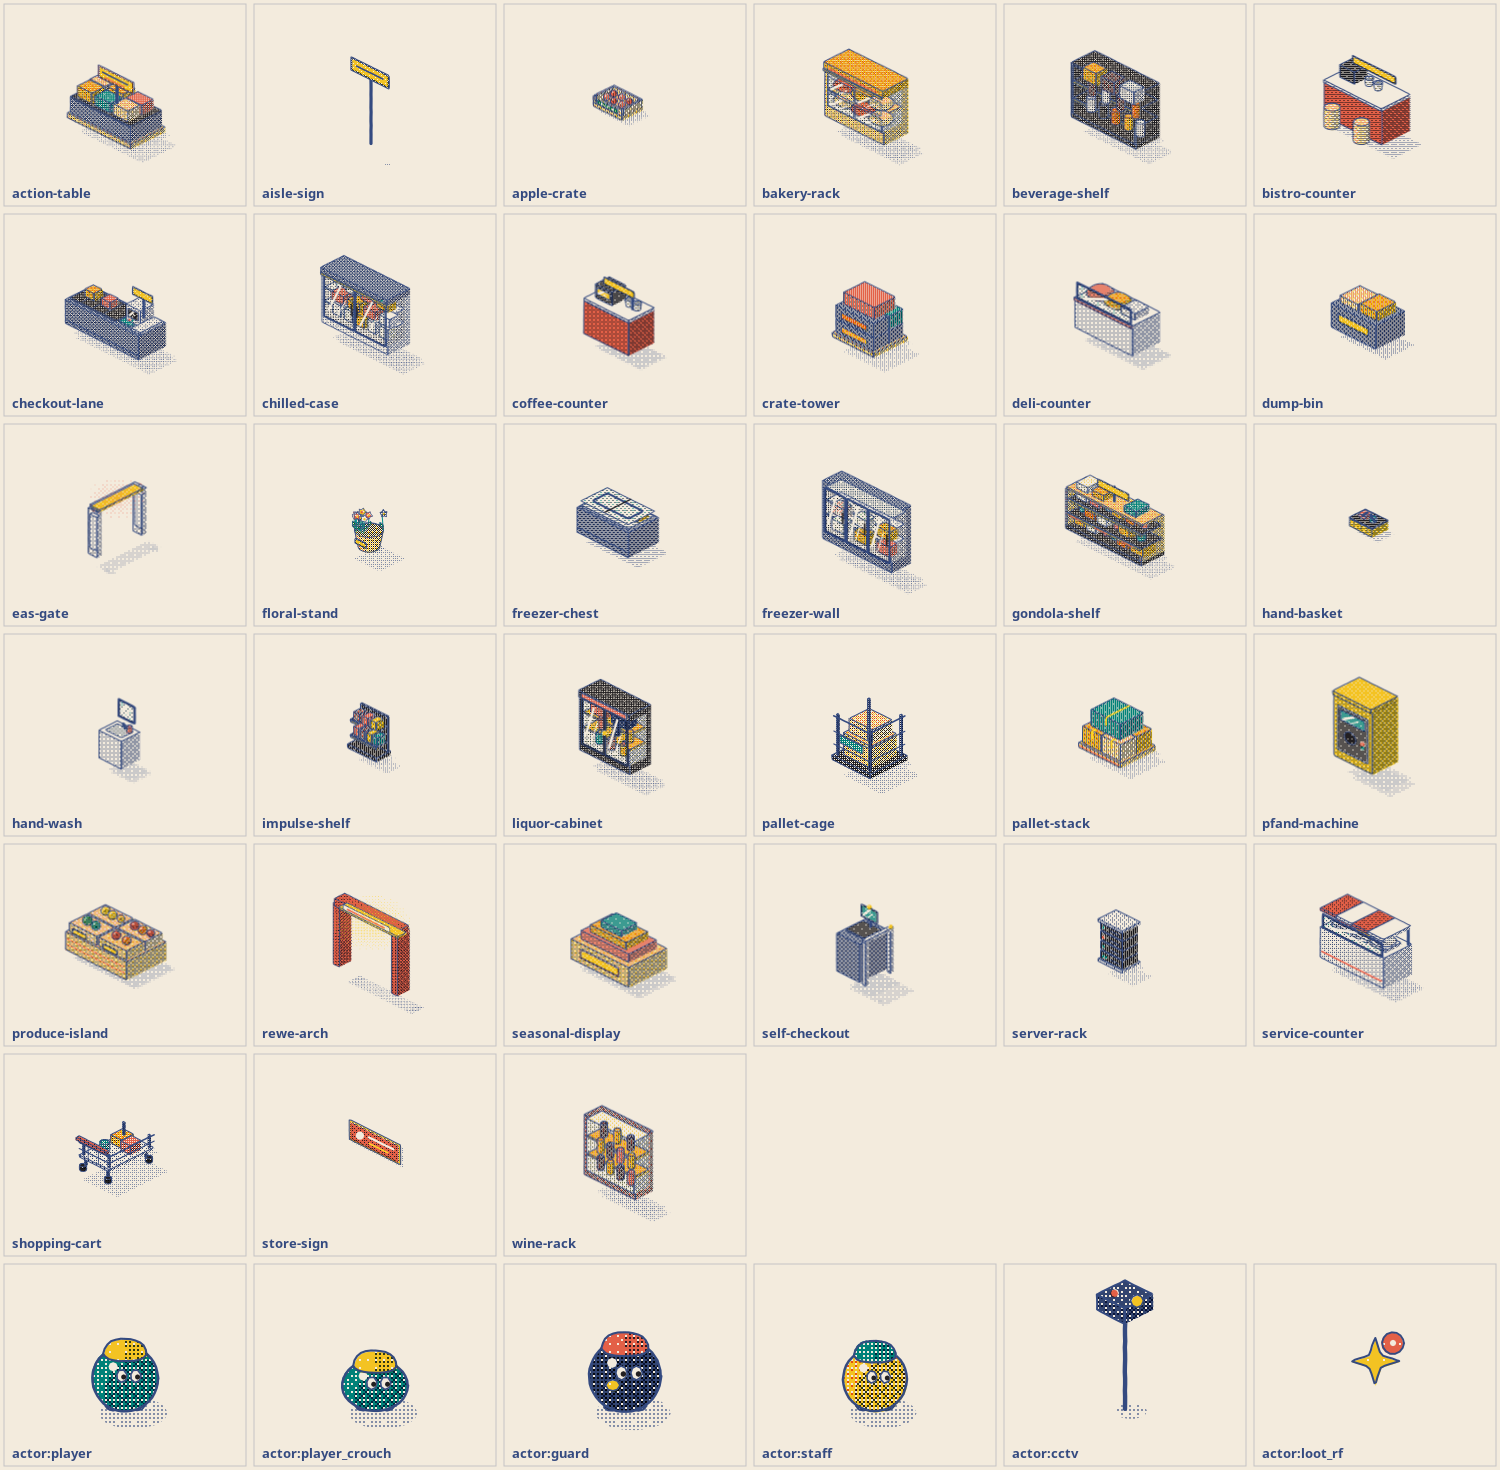 action-table
aisle-sign
apple-crate
bakery-rack
beverage-shelf
bistro-counter
checkout-lane
chilled-case
coffee-counter
crate-tower
deli-counter
dump-bin
eas-gate
floral-stand
freezer-chest
freezer-wall
gondola-shelf
hand-basket
hand-wash
impulse-shelf
liquor-cabinet
pallet-cage
pallet-stack
pfand-machine
produce-island
rewe-arch
seasonal-display
self-checkout
server-rack
service-counter
shopping-cart
store-sign
wine-rack
actor:player
actor:player_crouch
actor:guard
actor:staff
actor:cctv
actor:loot_rf